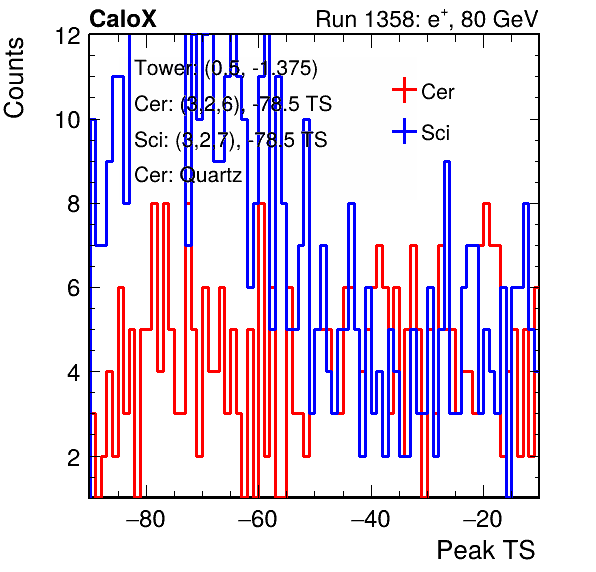 CaloX
Run 1358: e+, 80 GeV
Counts
Tower: (0,5, -1.375)
Cer: (3,2,6), -78.5 TS
Sci: (3,2,7), -78.5 TS
Cer: Quartz
Cer
Sci
12
10
8
6
4
2
−80
−60
−40
−20
Peak TS